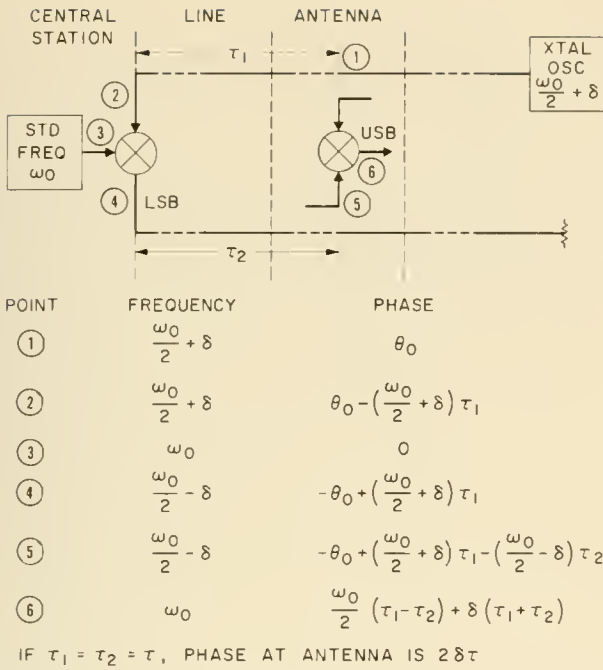 CENTRAL STATION
LINE
ANTENNA
τ₁
①
XTAL OSC
ω₀/2 + δ
②
③
STD FREQ ω₀
USB
⑥
④
LSB
⑤
τ₂
POINT FREQUENCY PHASE
① ω₀/2 + δ θ₀
② ω₀/2 + δ θ₀ - (ω₀/2 + δ) τ₁
③ ω₀ 0
④ ω₀/2 - δ -θ₀ + (ω₀/2 + δ) τ₁
⑤ ω₀/2 - δ -θ₀ + (ω₀/2 + δ) τ₁ - (ω₀/2 - δ) τ₂
⑥ ω₀ ω₀/2 (τ₁ - τ₂) + δ (τ₁ + τ₂)
IF τ₁ = τ₂ = τ, PHASE AT ANTENNA IS 2δτ